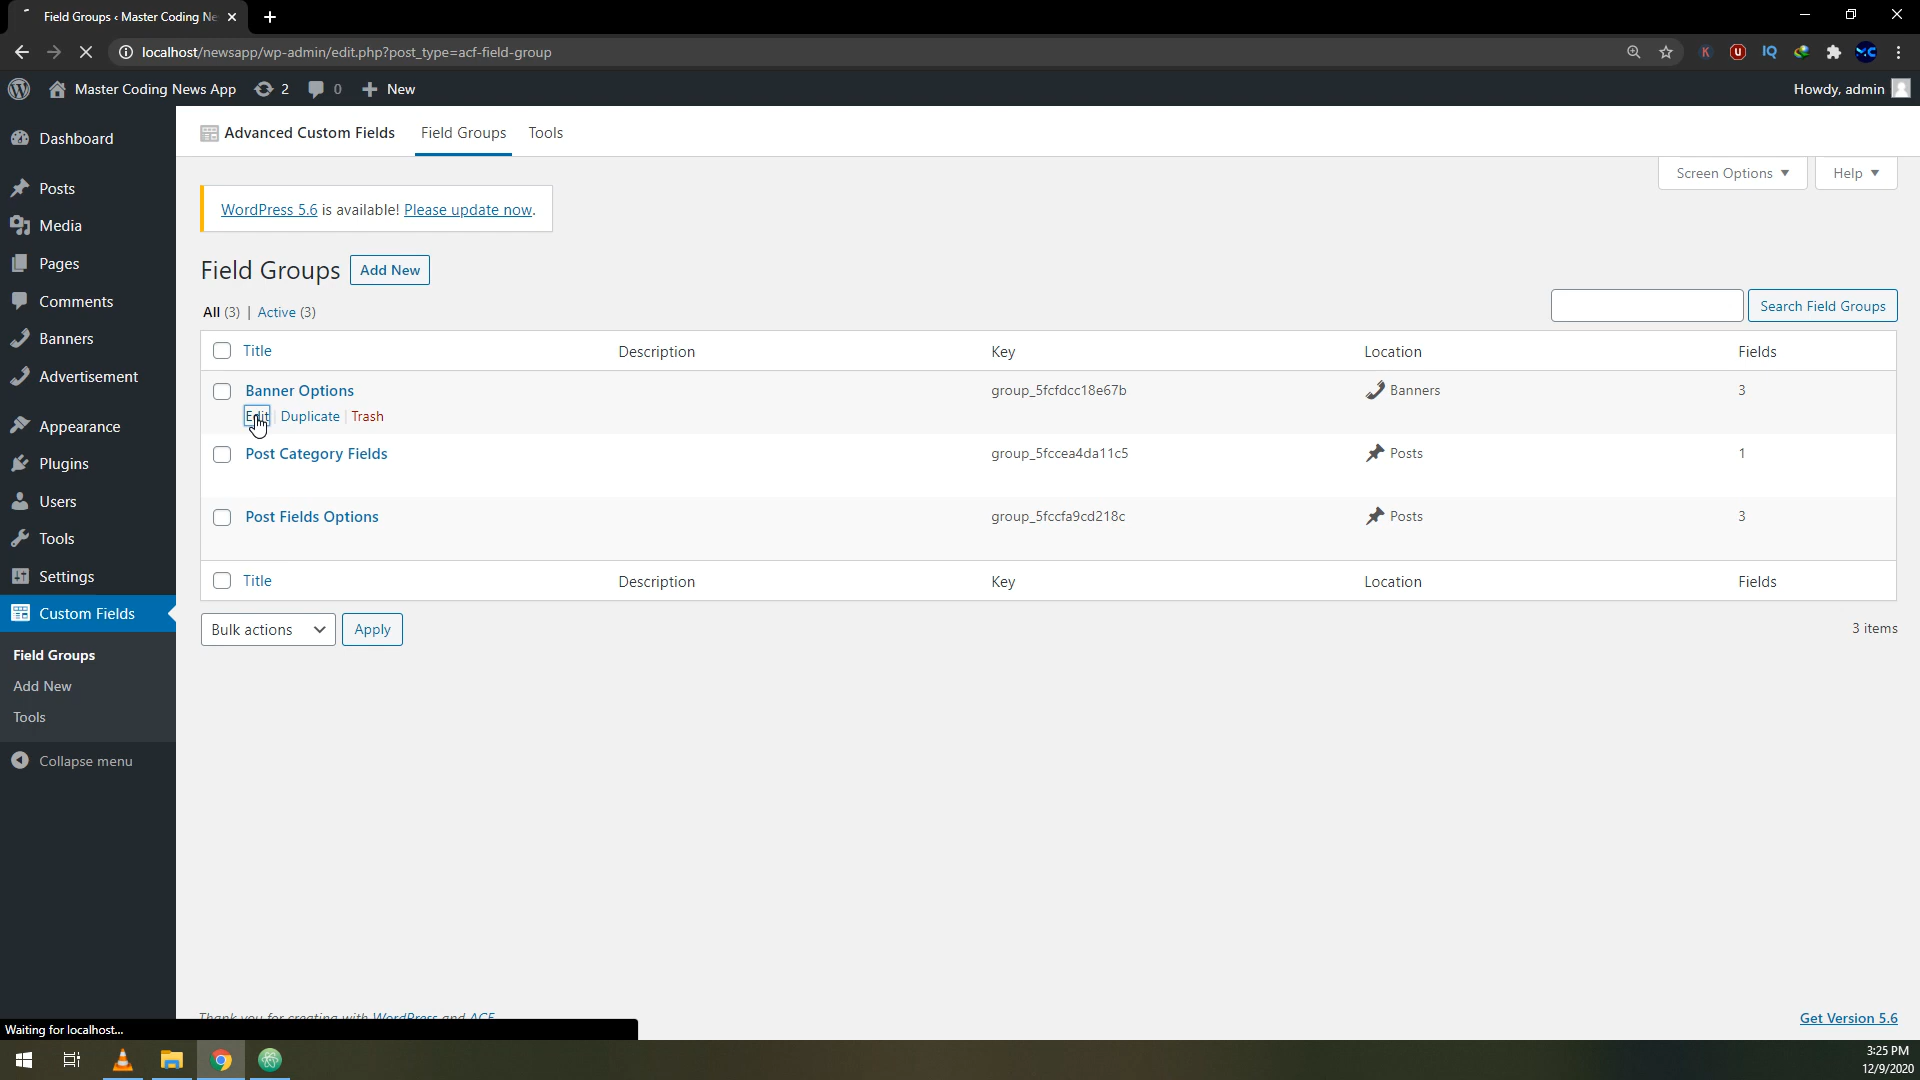 Field Groups ‹ Master Coding Ne
localhost/newsapp/wp-admin/edit.php?post_type=acf-field-group
Master Coding News App
2
0
New
Howdy, admin
Dashboard
Posts
Media
Pages
Comments
Banners
Advertisement
Appearance
Plugins
Users
Tools
Settings
Custom Fields
Field Groups
Add New
Tools
Collapse menu
Advanced Custom Fields
Field Groups
Tools
Screen Options
Help
WordPress 5.6 is available! Please update now.
Field Groups
Add New
All (3) | Active (3)
Search Field Groups
Title Description Key Location Fields
Banner Options group_5fcfdcc18e67b Banners 3
Edit | Duplicate | Trash
Post Category Fields group_5fccea4da11c5 Posts 1
Post Fields Options group_5fccfa9cd218c Posts 3
Title Description Key Location Fields
Bulk actions
Apply
3 items
Thank you for creating with WordPress and ACF.
Get Version 5.6
Waiting for localhost...
3:25 PM
12/9/2020